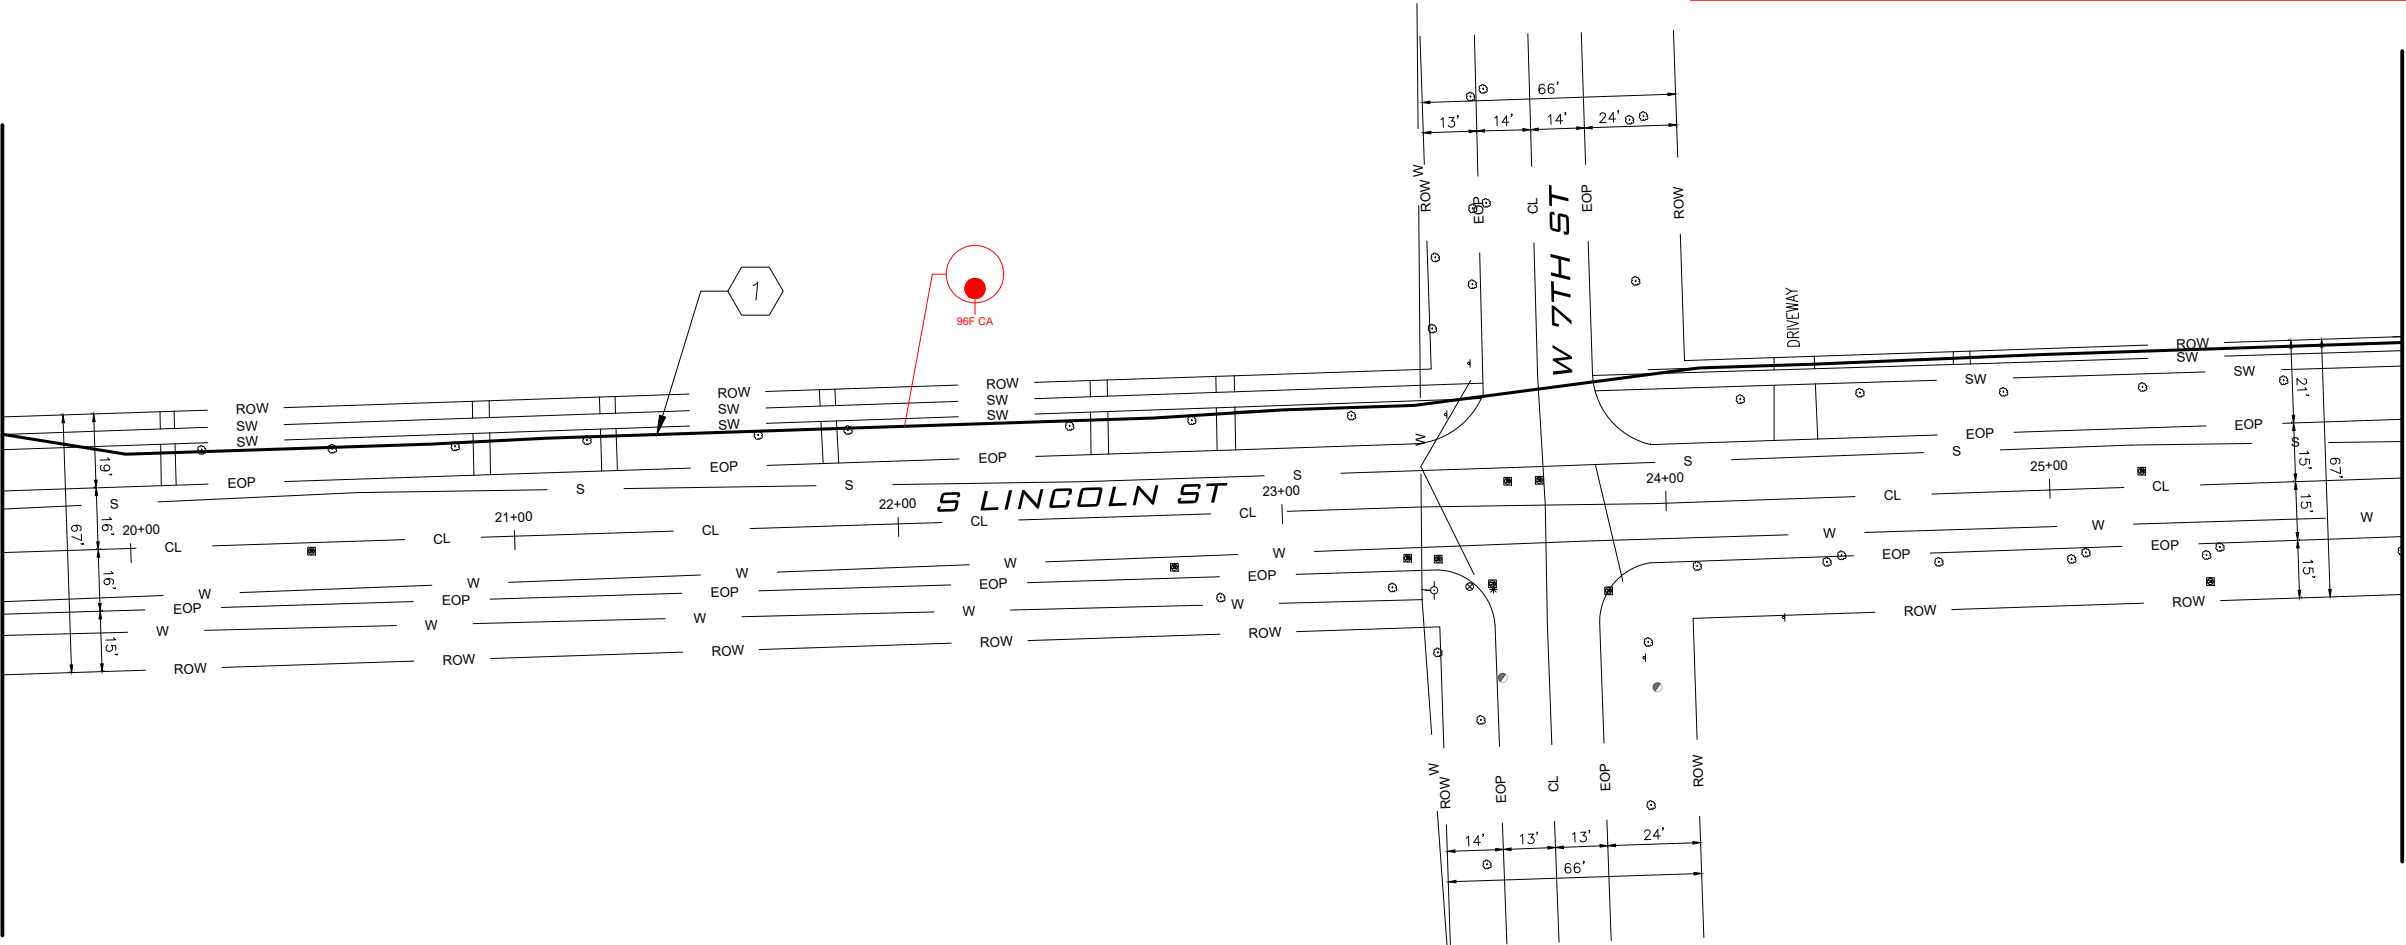 66'
13' 14' 14' 24'
W
ROW EOP CL EOP ROW
W 7TH ST
DRIVEWAY
1
96F CA
ROW
SW
SW
ROW
SW
SW
ROW
SW
SW
ROW
SW
SW
SW
21'
W
EOP
EOP
EOP
EOP
EOP
S
S
S
S
S
S
S
S LINCOLN ST
19'
16'
16'
15'
67'
20+00
21+00
22+00
23+00
24+00
25+00
CL
CL
CL
CL
CL
CL
CL
15'
15'
15'
67'
W
W
W
W
W
W
W
W
EOP
EOP
EOP
EOP
EOP
EOP
EOP
W
W
W
W
W
ROW
ROW
ROW
ROW
ROW
ROW
ROW
W
ROW EOP CL EOP ROW
14' 13' 13' 24'
66'